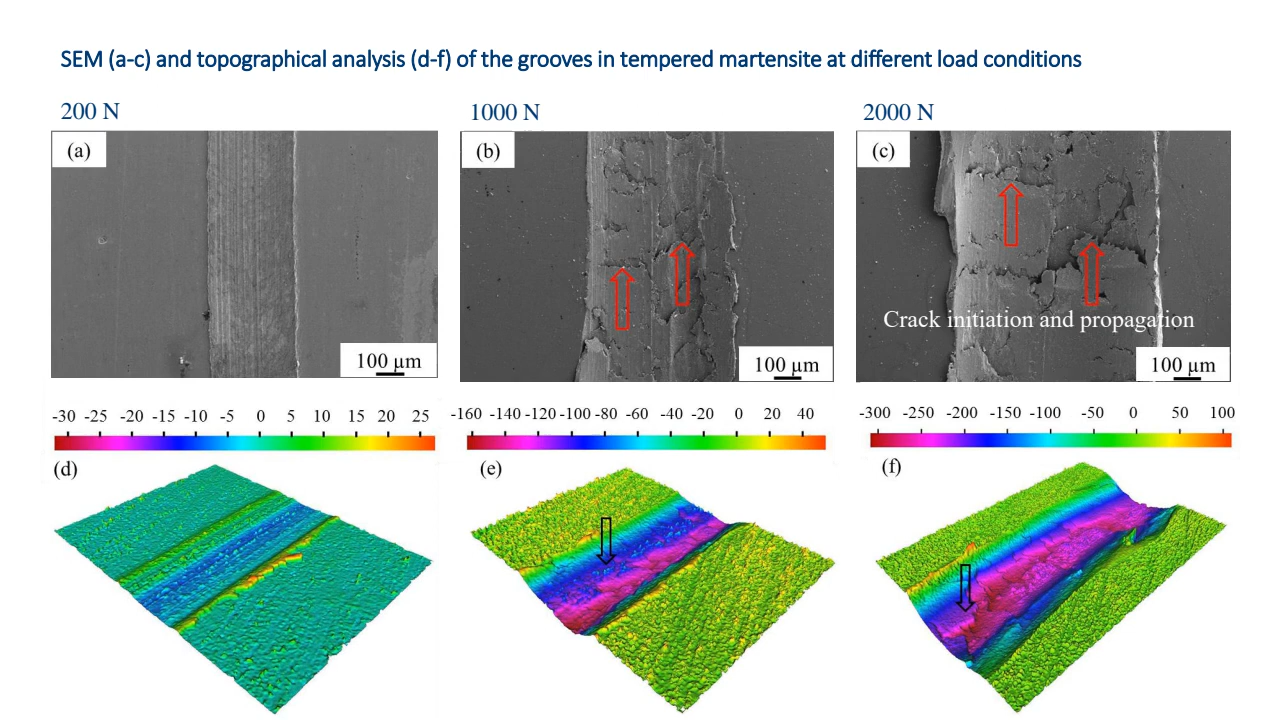 SEM (a-c) and topographical analysis (d-f) of the grooves in tempered martensite at different load conditions
200 N
1000 N
2000 N
(a)
(b)
(c)
Crack initiation and propagation
100 µm
100 µm
100 µm
-30 -25 -20 -15 -10 -5 0 5 10 15 20 25
-160 -140 -120 -100 -80 -60 -40 -20 0 20 40
-300 -250 -200 -150 -100 -50 0 50 100
(d)
(e)
(f)